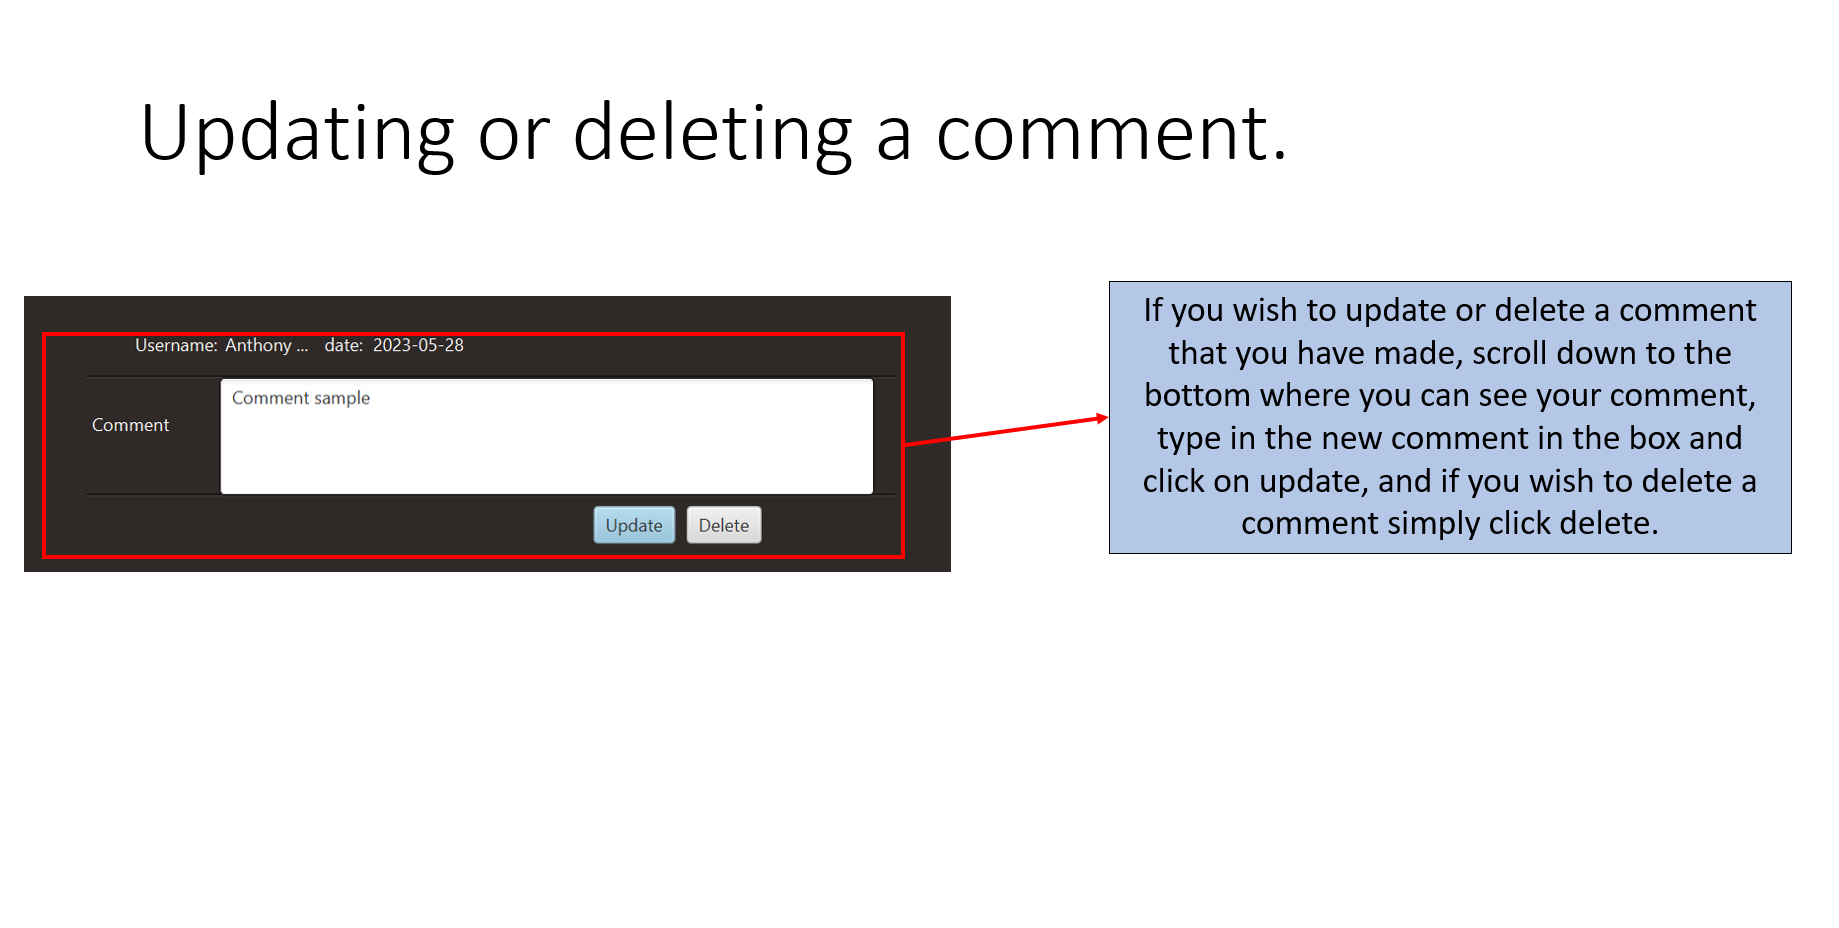 Updating or deleting a comment.
Username: Anthony ... date: 2023-05-28
Comment sample
Comment
Update Delete
If you wish to update or delete a comment
that you have made, scroll down to the
bottom where you can see your comment,
type in the new comment in the box and
click on update, and if you wish to delete a
comment simply click delete.